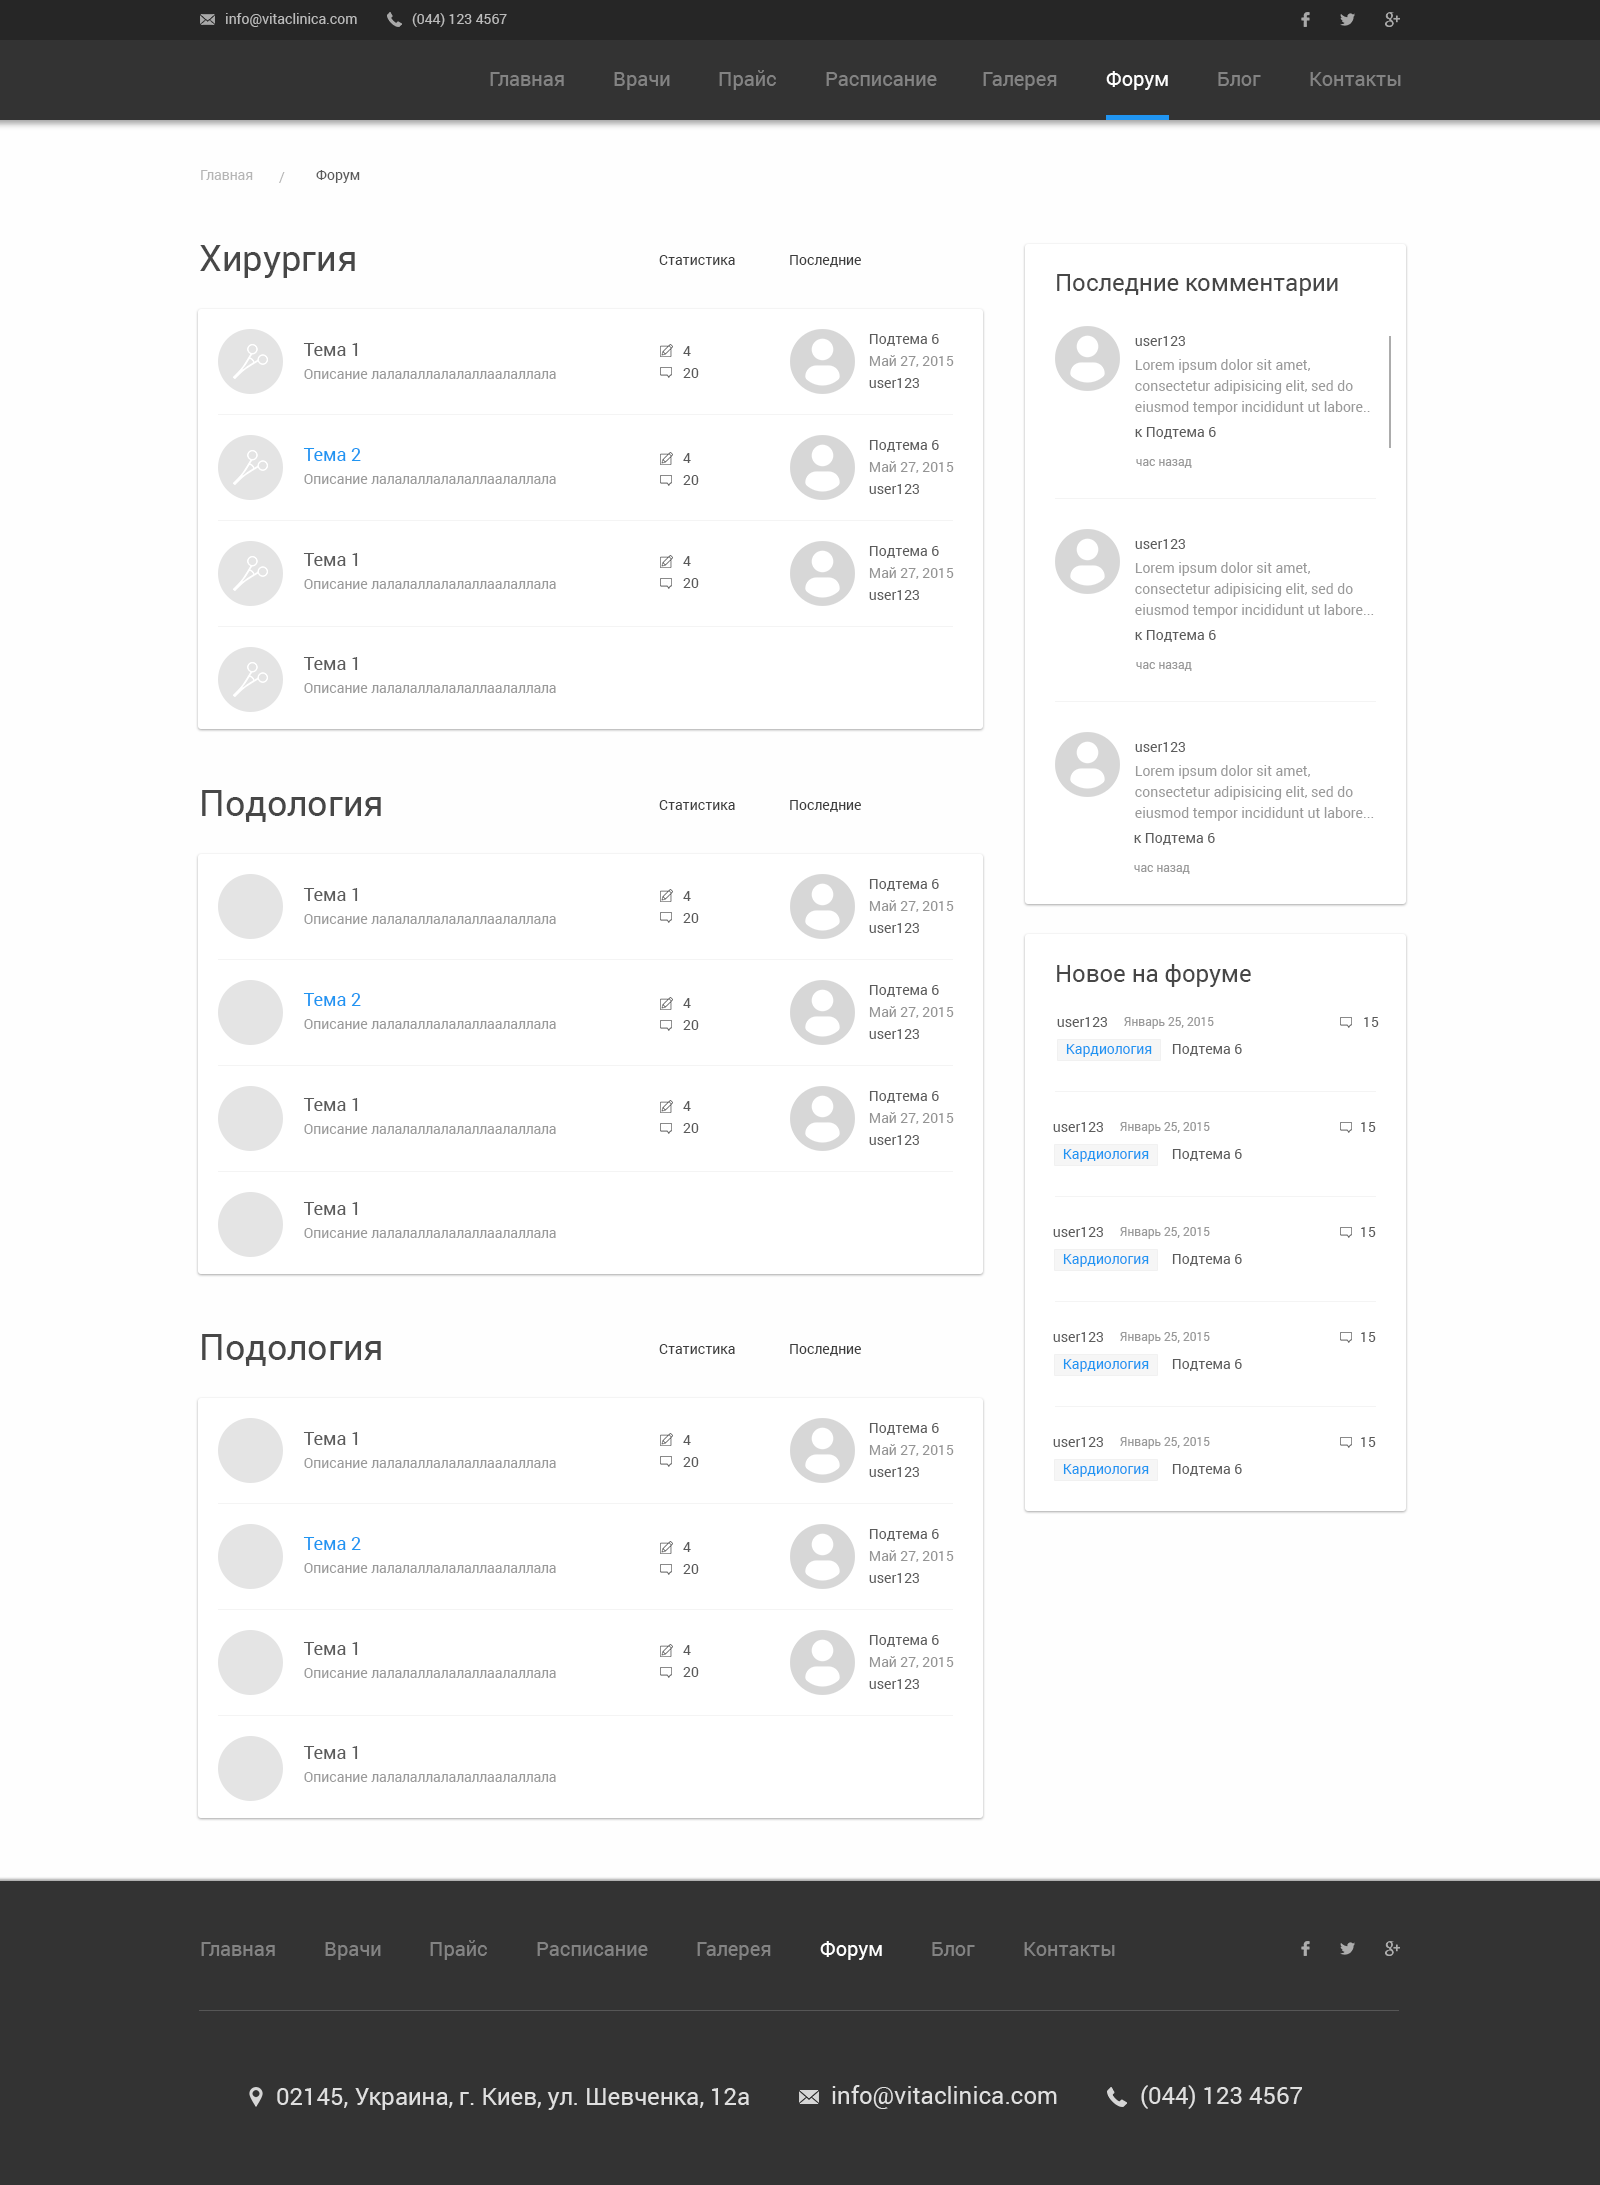 info@vitaclinica.com (044) 123 4567
Главная Врачи Прайс Расписание Галерея Форум Блог Контакты
Главная / Форум
Хирургия Статистика Последние
Тема 1
Описание лалалаллалалаллаалаллала
4
20
Подтема 6
Май 27, 2015
user123
Тема 2
Описание лалалаллалалаллаалаллала
4
20
Подтема 6
Май 27, 2015
user123
Тема 1
Описание лалалаллалалаллаалаллала
4
20
Подтема 6
Май 27, 2015
user123
Тема 1
Описание лалалаллалалаллаалаллала
Подология Статистика Последние
Тема 1
Описание лалалаллалалаллаалаллала
4
20
Подтема 6
Май 27, 2015
user123
Тема 2
Описание лалалаллалалаллаалаллала
4
20
Подтема 6
Май 27, 2015
user123
Тема 1
Описание лалалаллалалаллаалаллала
4
20
Подтема 6
Май 27, 2015
user123
Тема 1
Описание лалалаллалалаллаалаллала
Подология Статистика Последние
Тема 1
Описание лалалаллалалаллаалаллала
4
20
Подтема 6
Май 27, 2015
user123
Тема 2
Описание лалалаллалалаллаалаллала
4
20
Подтема 6
Май 27, 2015
user123
Тема 1
Описание лалалаллалалаллаалаллала
4
20
Подтема 6
Май 27, 2015
user123
Тема 1
Описание лалалаллалалаллаалаллала
Последние комментарии
user123
Lorem ipsum dolor sit amet,
consectetur adipisicing elit, sed do
eiusmod tempor incididunt ut labore..
к Подтема 6
час назад
user123
Lorem ipsum dolor sit amet,
consectetur adipisicing elit, sed do
eiusmod tempor incididunt ut labore...
к Подтема 6
час назад
user123
Lorem ipsum dolor sit amet,
consectetur adipisicing elit, sed do
eiusmod tempor incididunt ut labore...
к Подтема 6
час назад
Новое на форуме
user123 Январь 25, 2015 15
Кардиология Подтема 6
user123 Январь 25, 2015 15
Кардиология Подтема 6
user123 Январь 25, 2015 15
Кардиология Подтема 6
user123 Январь 25, 2015 15
Кардиология Подтема 6
user123 Январь 25, 2015 15
Кардиология Подтема 6
Главная Врачи Прайс Расписание Галерея Форум Блог Контакты
02145, Украина, г. Киев, ул. Шевченка, 12а info@vitaclinica.com (044) 123 4567